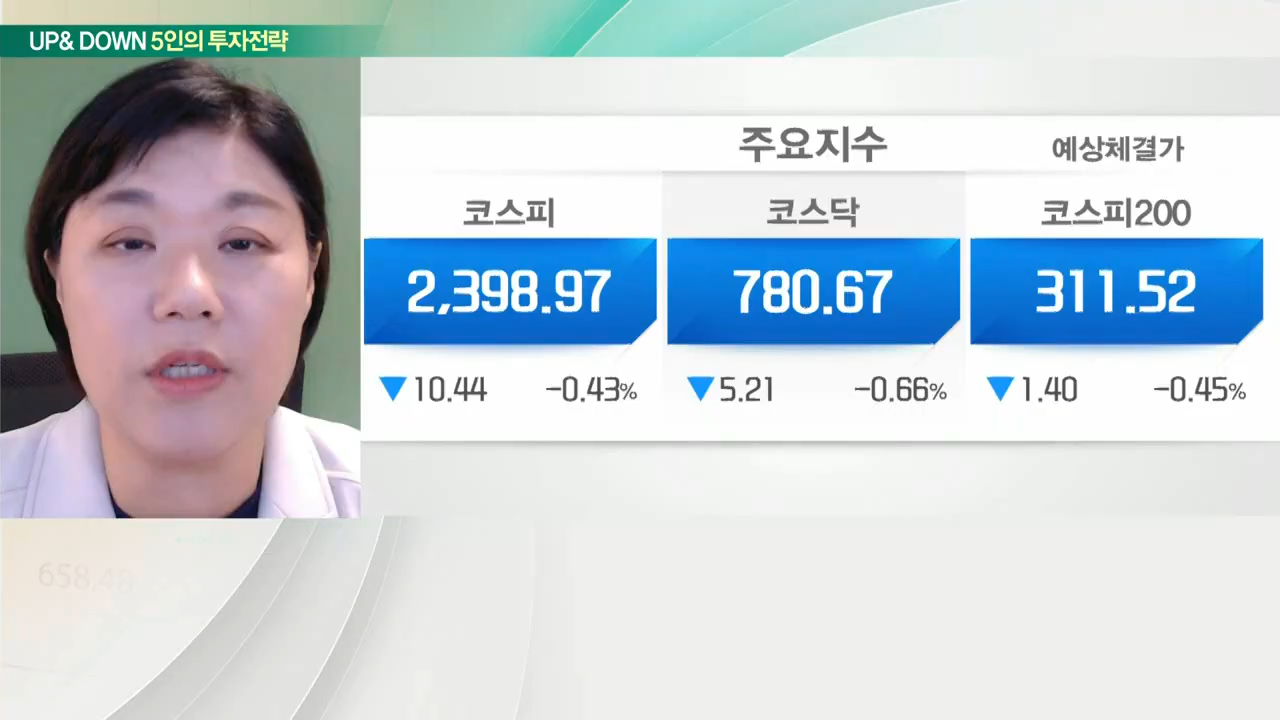 UP& DOWN 5인의 투자전략
주요지수 예상체결가
코스피 코스닥 코스피200
2,398.97 780.67 311.52
▼10.44 -0.43% ▼5.21 -0.66% ▼1.40 -0.45%
658.48